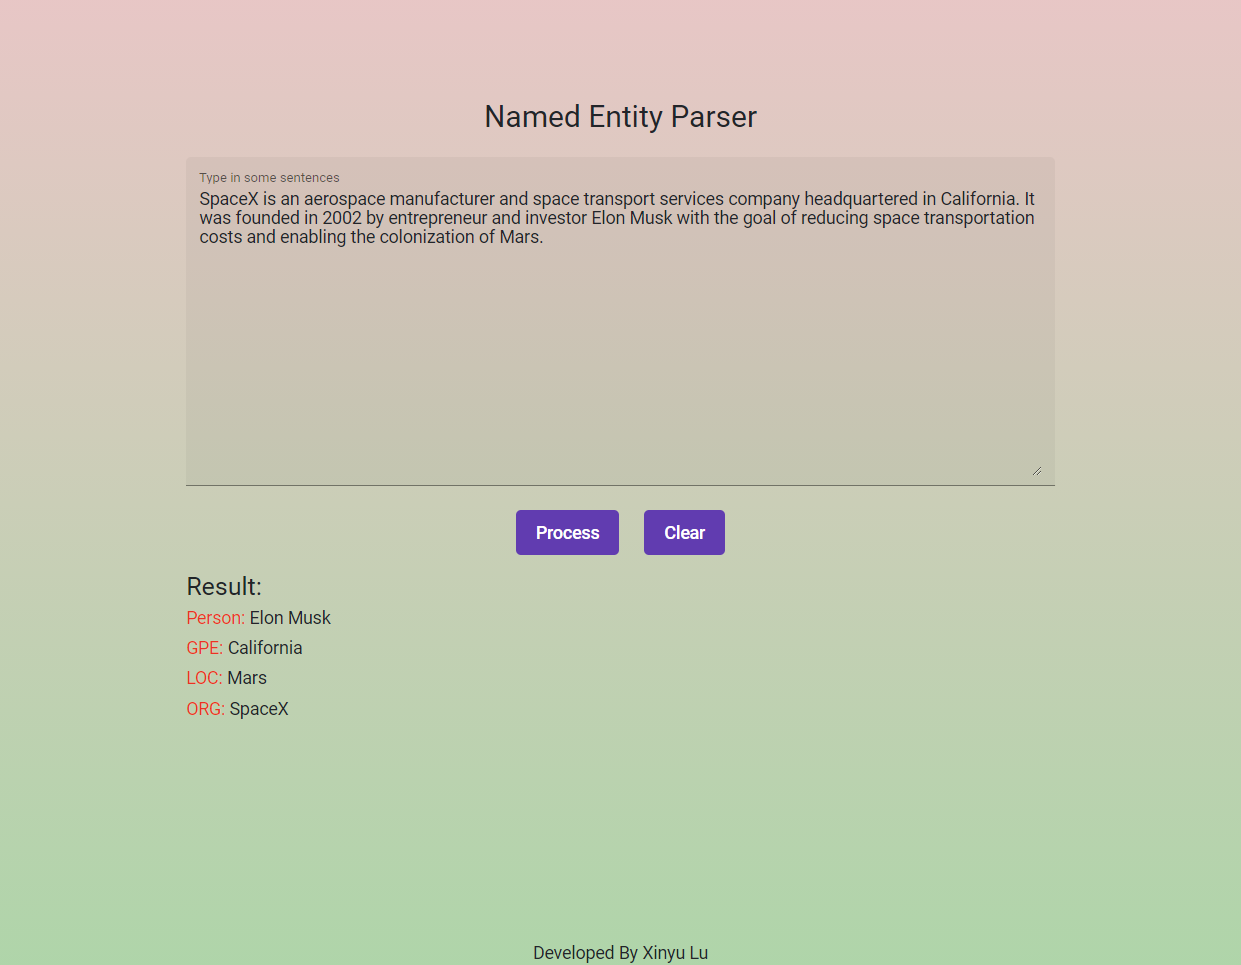 Named Entity Parser
Type in some sentences
SpaceX is an aerospace manufacturer and space transport services company headquartered in California. It
was founded in 2002 by entrepreneur and investor Elon Musk with the goal of reducing space transportation
costs and enabling the colonization of Mars.
Process Clear
Result:
Person: Elon Musk
GPE: California
LOC: Mars
ORG: SpaceX
Developed By Xinyu Lu